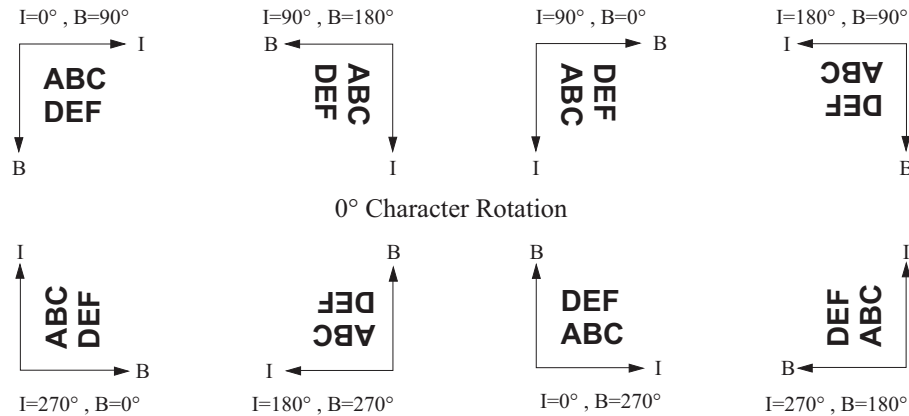 I=0° , B=90°
I=90° , B=180°
I=90° , B=0°
I=180° , B=90°
I
B
B
I
ABC
DEF
ABC
DEF
DEF
ABC
ABC
DEF
B
I
I
B
0° Character Rotation
I
B
B
I
ABC
DEF
DEF
ABC
DEF
ABC
DEF
ABC
B
I
I
B
I=270° , B=0°
I=180° , B=270°
I=0° , B=270°
I=270° , B=180°